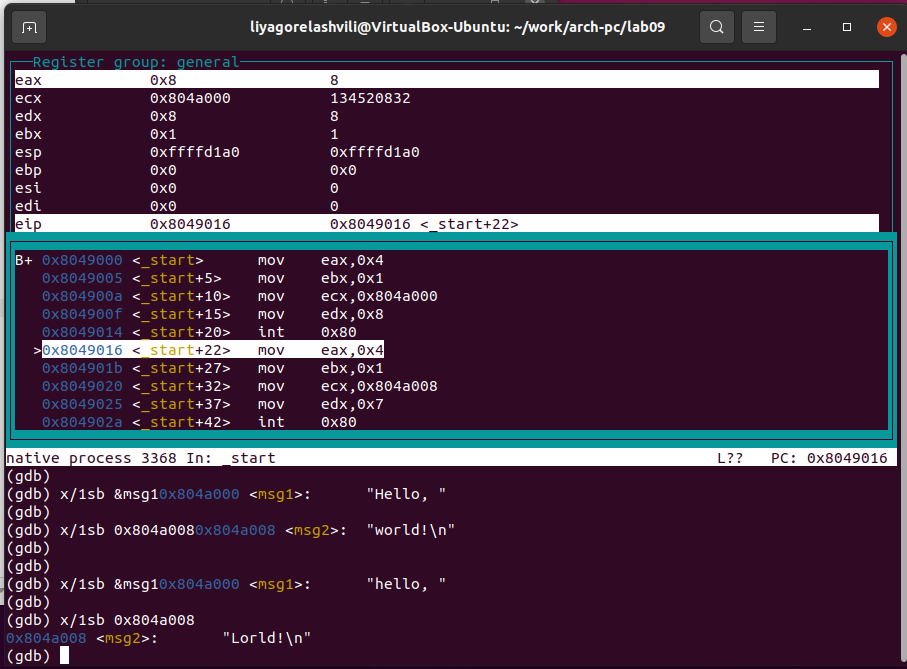 liyagorelashvili@VirtualBox-Ubuntu: ~/work/arch-pc/lab09
Register group: general
eax 0x8 8
ecx 0x804a000 134520832
edx 0x8 8
ebx 0x1 1
esp 0xffffd1a0 0xffffd1a0
ebp 0x0 0x0
esi 0x0 0
edi 0x0 0
eip 0x8049016 0x8049016 <_start+22>
B+ 0x8049000 <_start> mov eax,0x4
0x8049005 <_start+5> mov ebx,0x1
0x804900a <_start+10> mov ecx,0x804a000
0x804900f <_start+15> mov edx,0x8
0x8049014 <_start+20> int 0x80
>0x8049016 <_start+22> mov eax,0x4
0x804901b <_start+27> mov ebx,0x1
0x8049020 <_start+32> mov ecx,0x804a008
0x8049025 <_start+37> mov edx,0x7
0x804902a <_start+42> int 0x80
native process 3368 In: _start L?? PC: 0x8049016
(gdb)
(gdb) x/1sb &msg10x804a000 <msg1>: "Hello, "
(gdb)
(gdb) x/1sb 0x804a0080x804a008 <msg2>: "world!\n"
(gdb)
(gdb)
(gdb) x/1sb &msg10x804a000 <msg1>: "hello, "
(gdb)
(gdb) x/1sb 0x804a008
0x804a008 <msg2>: "Lorld!\n"
(gdb)